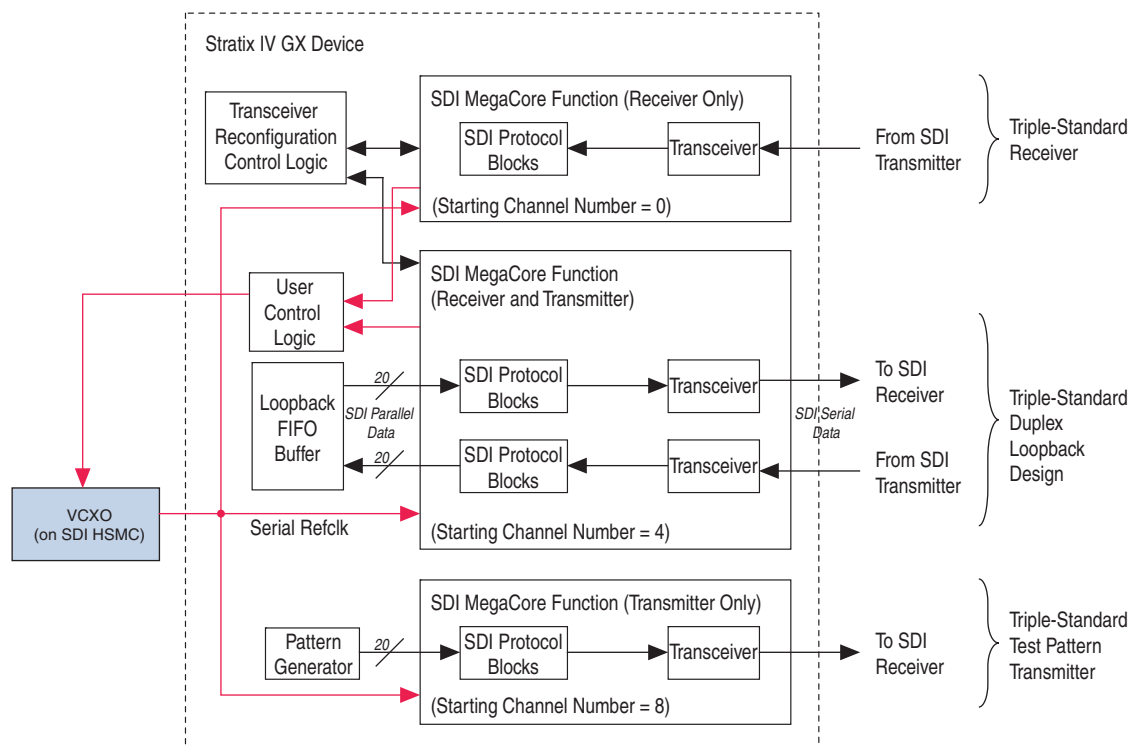 Stratix IV GX Device
Transceiver
Reconfiguration
Control Logic
SDI MegaCore Function (Receiver Only)
SDI Protocol
Blocks
Transceiver
(Starting Channel Number = 0)
From SDI
Transmitter
Triple-Standard
Receiver
User
Control
Logic
SDI MegaCore Function
(Receiver and Transmitter)
Loopback
FIFO
Buffer
20
SDI Parallel
Data
20
SDI Protocol
Blocks
Transceiver
SDI Protocol
Blocks
Transceiver
(Starting Channel Number = 4)
SDI Serial
Data
To SDI
Receiver
From SDI
Transmitter
Triple-Standard
Duplex
Loopback
Design
VCXO
(on SDI HSMC)
Serial Refclk
SDI MegaCore Function (Transmitter Only)
Pattern
Generator
20
SDI Protocol
Blocks
Transceiver
(Starting Channel Number = 8)
To SDI
Receiver
Triple-Standard
Test Pattern
Transmitter